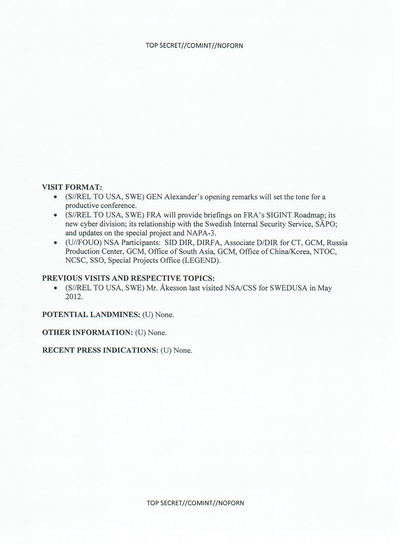 TOP SECRET//COMINT//NOFORN
VISIT FORMAT:
• (S//REL TO USA, SWE) GEN Alexander's opening remarks will set the tone for a
productive conference.
• (S//REL TO USA, SWE) FRA will provide briefings on FRA's SIGINT Roadmap; its
new cyber division; its relationship with the Swedish Internal Security Service, SÄPO;
and updates on the special project and NAPA-3.
• (U//FOUO) NSA Participants: SID DIR, DIRFA, Associate D/DIR for CT, GCM, Russia
Production Center, GCM, Office of South Asia, GCM, Office of China/Korea, NTOC,
NCSC, SSO, Special Projects Office (LEGEND).
PREVIOUS VISITS AND RESPECTIVE TOPICS:
• (S//REL TO USA, SWE) Mr. Åkesson last visited NSA/CSS for SWEDUSA in May
2012.
POTENTIAL LANDMINES: (U) None.
OTHER INFORMATION: (U) None.
RECENT PRESS INDICATIONS: (U) None.
TOP SECRET//COMINT//NOFORN